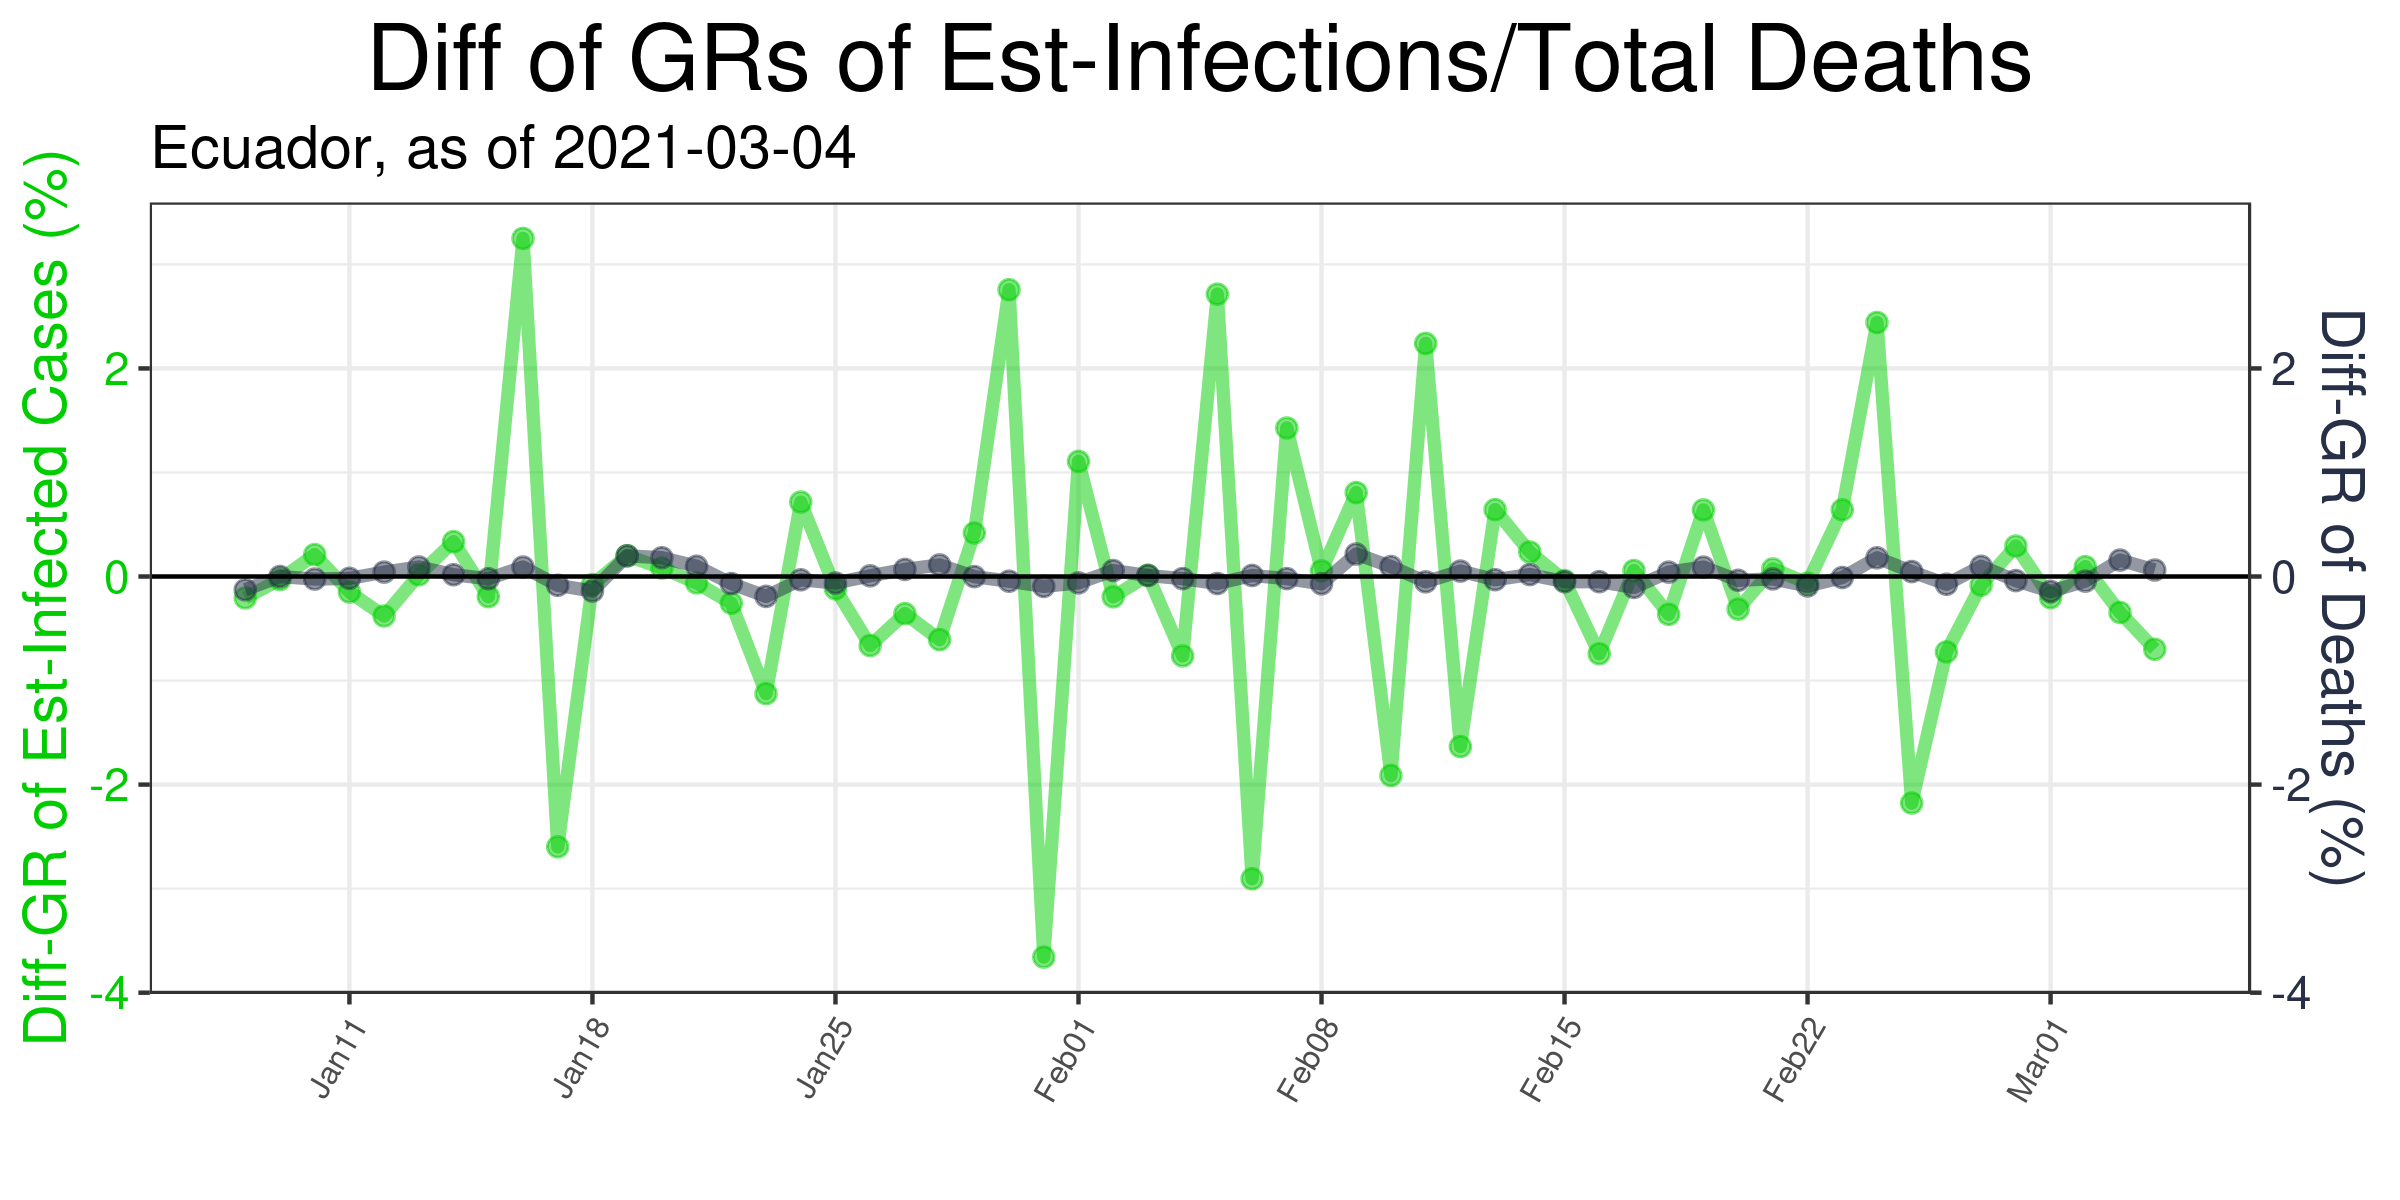 Diff of GRs of Est-Infections/Total Deaths
Ecuador, as of 2021-03-04
Diff-GR of Est-Infected Cases (%)
2
0
-2
-4
2
0
-2
-4
Diff-GR of Deaths (%)
Jan11
Jan18
Jan25
Feb01
Feb08
Feb15
Feb22
Mar01